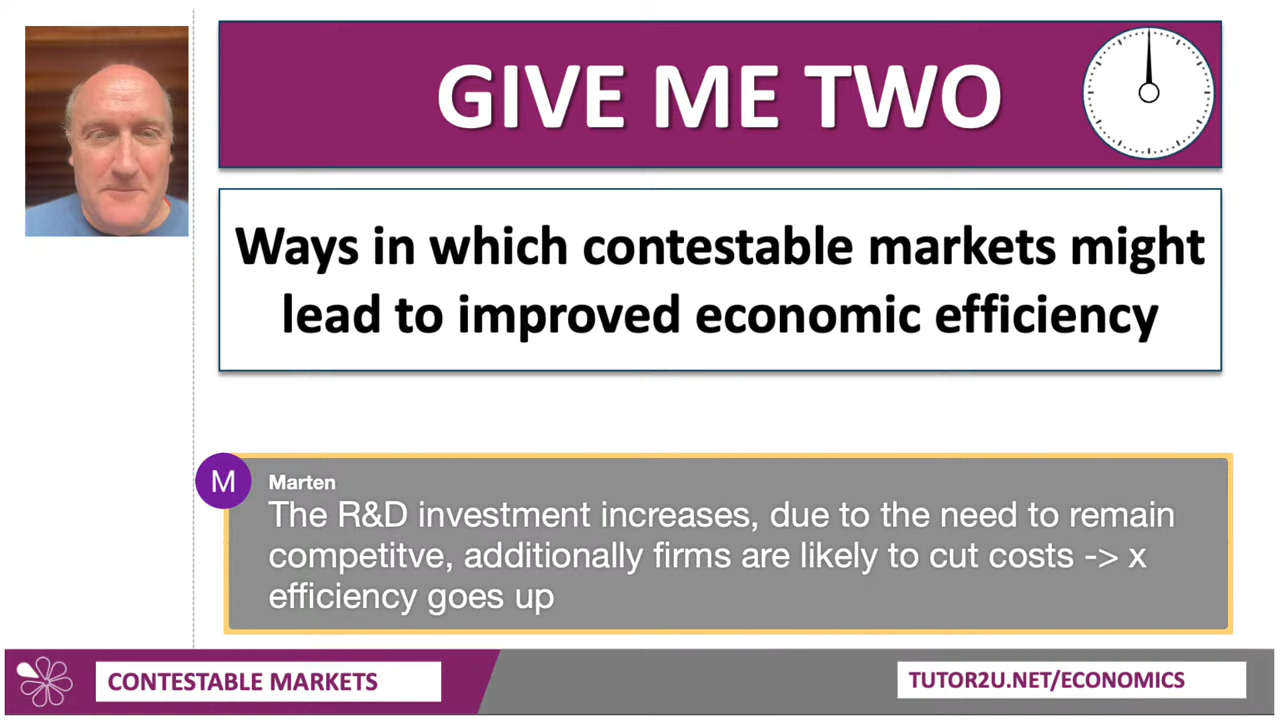 GIVE ME TWO
Ways in which contestable markets might
lead to improved economic efficiency
M
Marten
The R&D investment increases, due to the need to remain
competitve, additionally firms are likely to cut costs -> x
efficiency goes up
CONTESTABLE MARKETS
TUTOR2U.NET/ECONOMICS